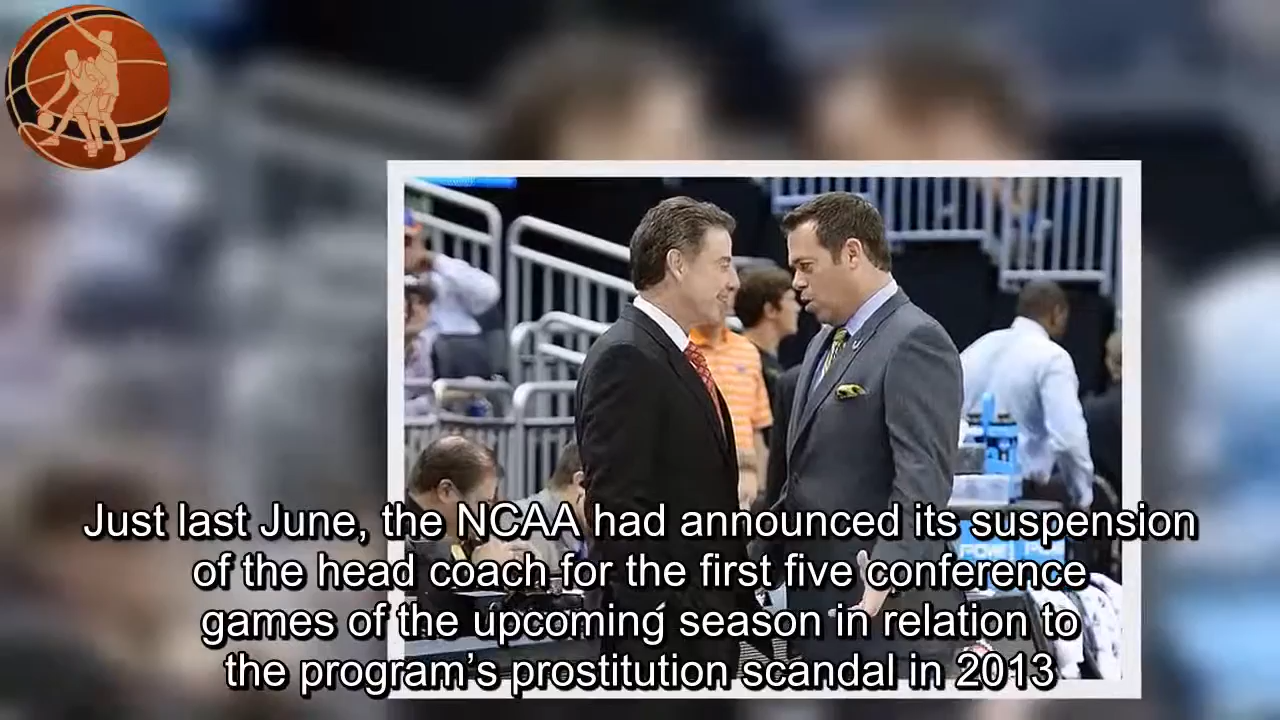 Just last June, the NCAA had announced its suspension
of the head coach for the first five conference
games of the upcoming season in relation to
the program’s prostitution scandal in 2013